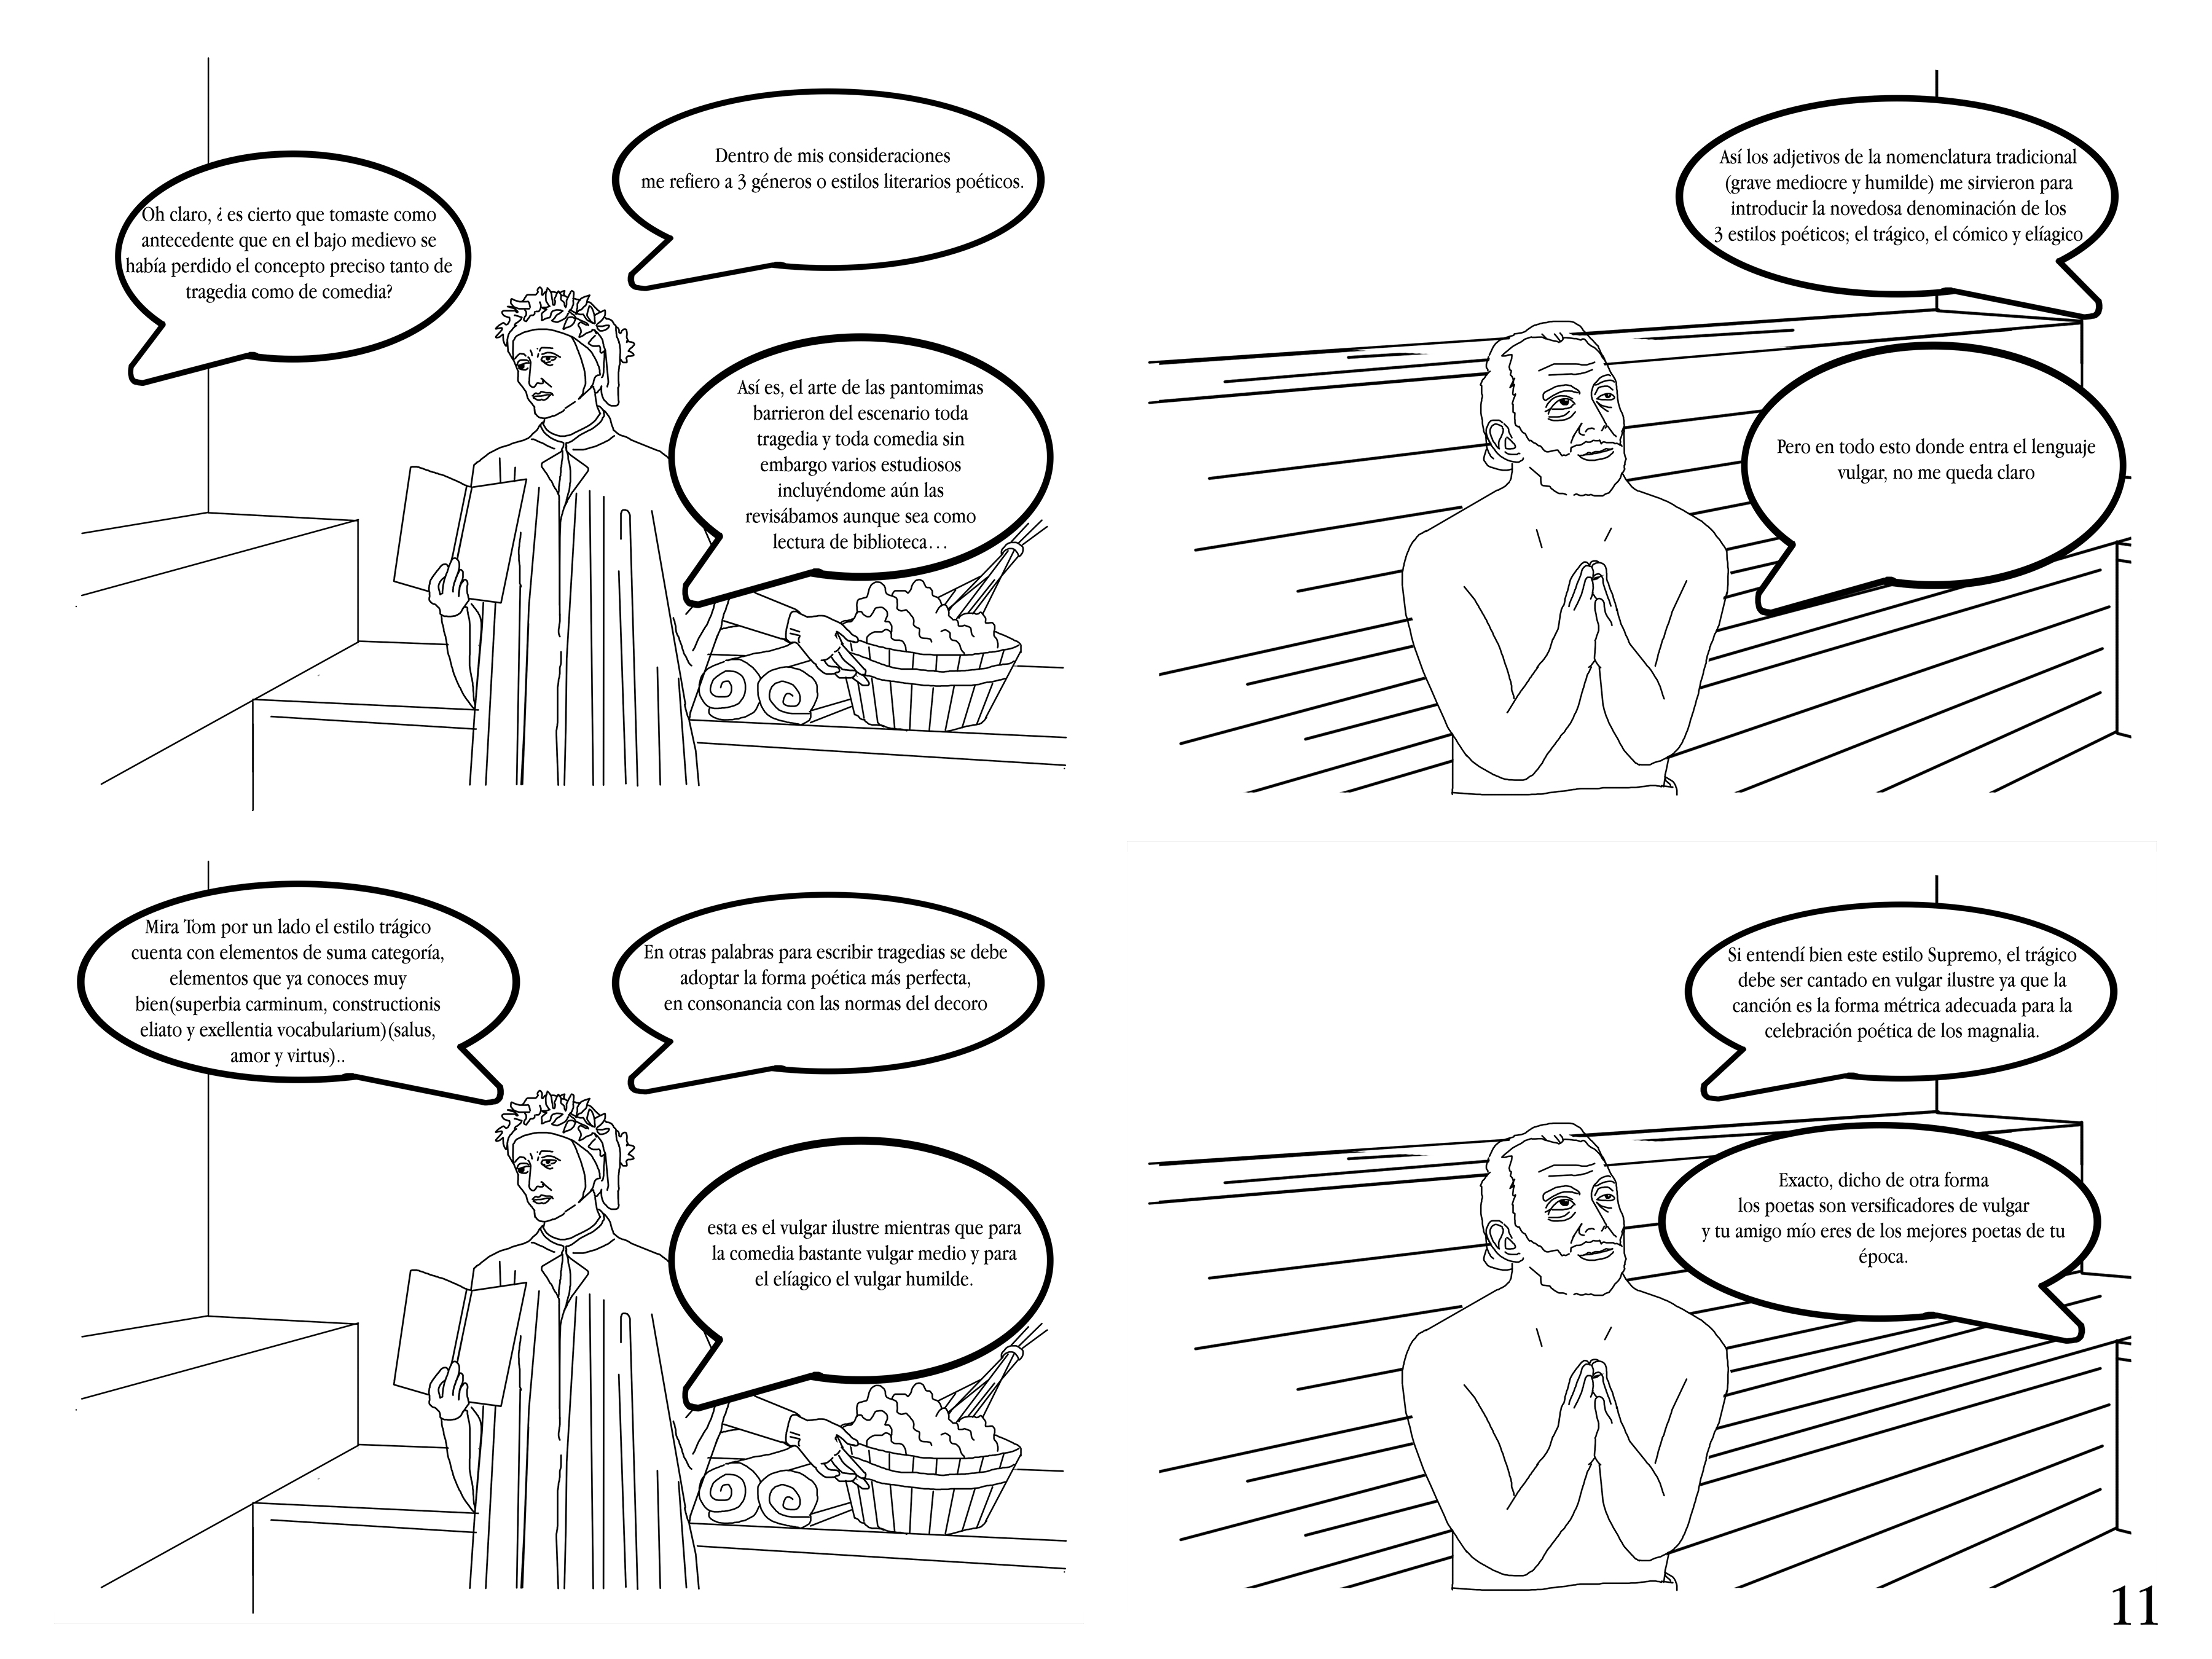 Oh claro, ¿ es cierto que tomaste como
antecedente que en el bajo medievo se
había perdido el concepto preciso tanto de
tragedia como de comedia?
Dentro de mis consideraciones
me refiero a 3 géneros o estilos literarios poéticos.
Así es, el arte de las pantomimas
barrieron del escenario toda
tragedia y toda comedia sin
embargo varios estudiosos
incluyéndome aún las
revisábamos aunque sea como
lectura de biblioteca…
Así los adjetivos de la nomenclatura tradicional
(grave mediocre y humilde) me sirvieron para
introducir la novedosa denominación de los
3 estilos poéticos; el trágico, el cómico y elíagico
Pero en todo esto donde entra el lenguaje
vulgar, no me queda claro
Mira Tom por un lado el estilo trágico
cuenta con elementos de suma categoría,
elementos que ya conoces muy
bien(superbia carminum, constructionis
eliato y exellentia vocabularium)(salus,
amor y virtus)..
En otras palabras para escribir tragedias se debe
adoptar la forma poética más perfecta,
en consonancia con las normas del decoro
esta es el vulgar ilustre mientras que para
la comedia bastante vulgar medio y para
el elíagico el vulgar humilde.
Si entendí bien este estilo Supremo, el trágico
debe ser cantado en vulgar ilustre ya que la
canción es la forma métrica adecuada para la
celebración poética de los magnalia.
Exacto, dicho de otra forma
los poetas son versificadores de vulgar
y tu amigo mío eres de los mejores poetas de tu
época.
11